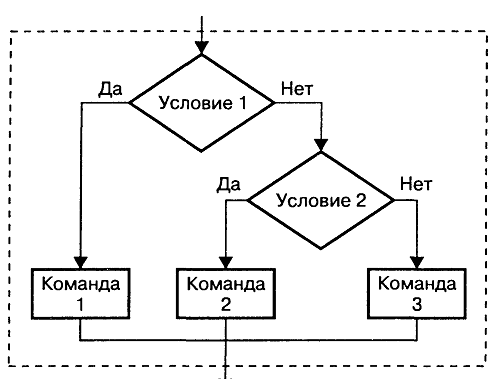 Да
Условие 1
Нет
Да
Условие 2
Нет
Команда
1
Команда
2
Команда
3